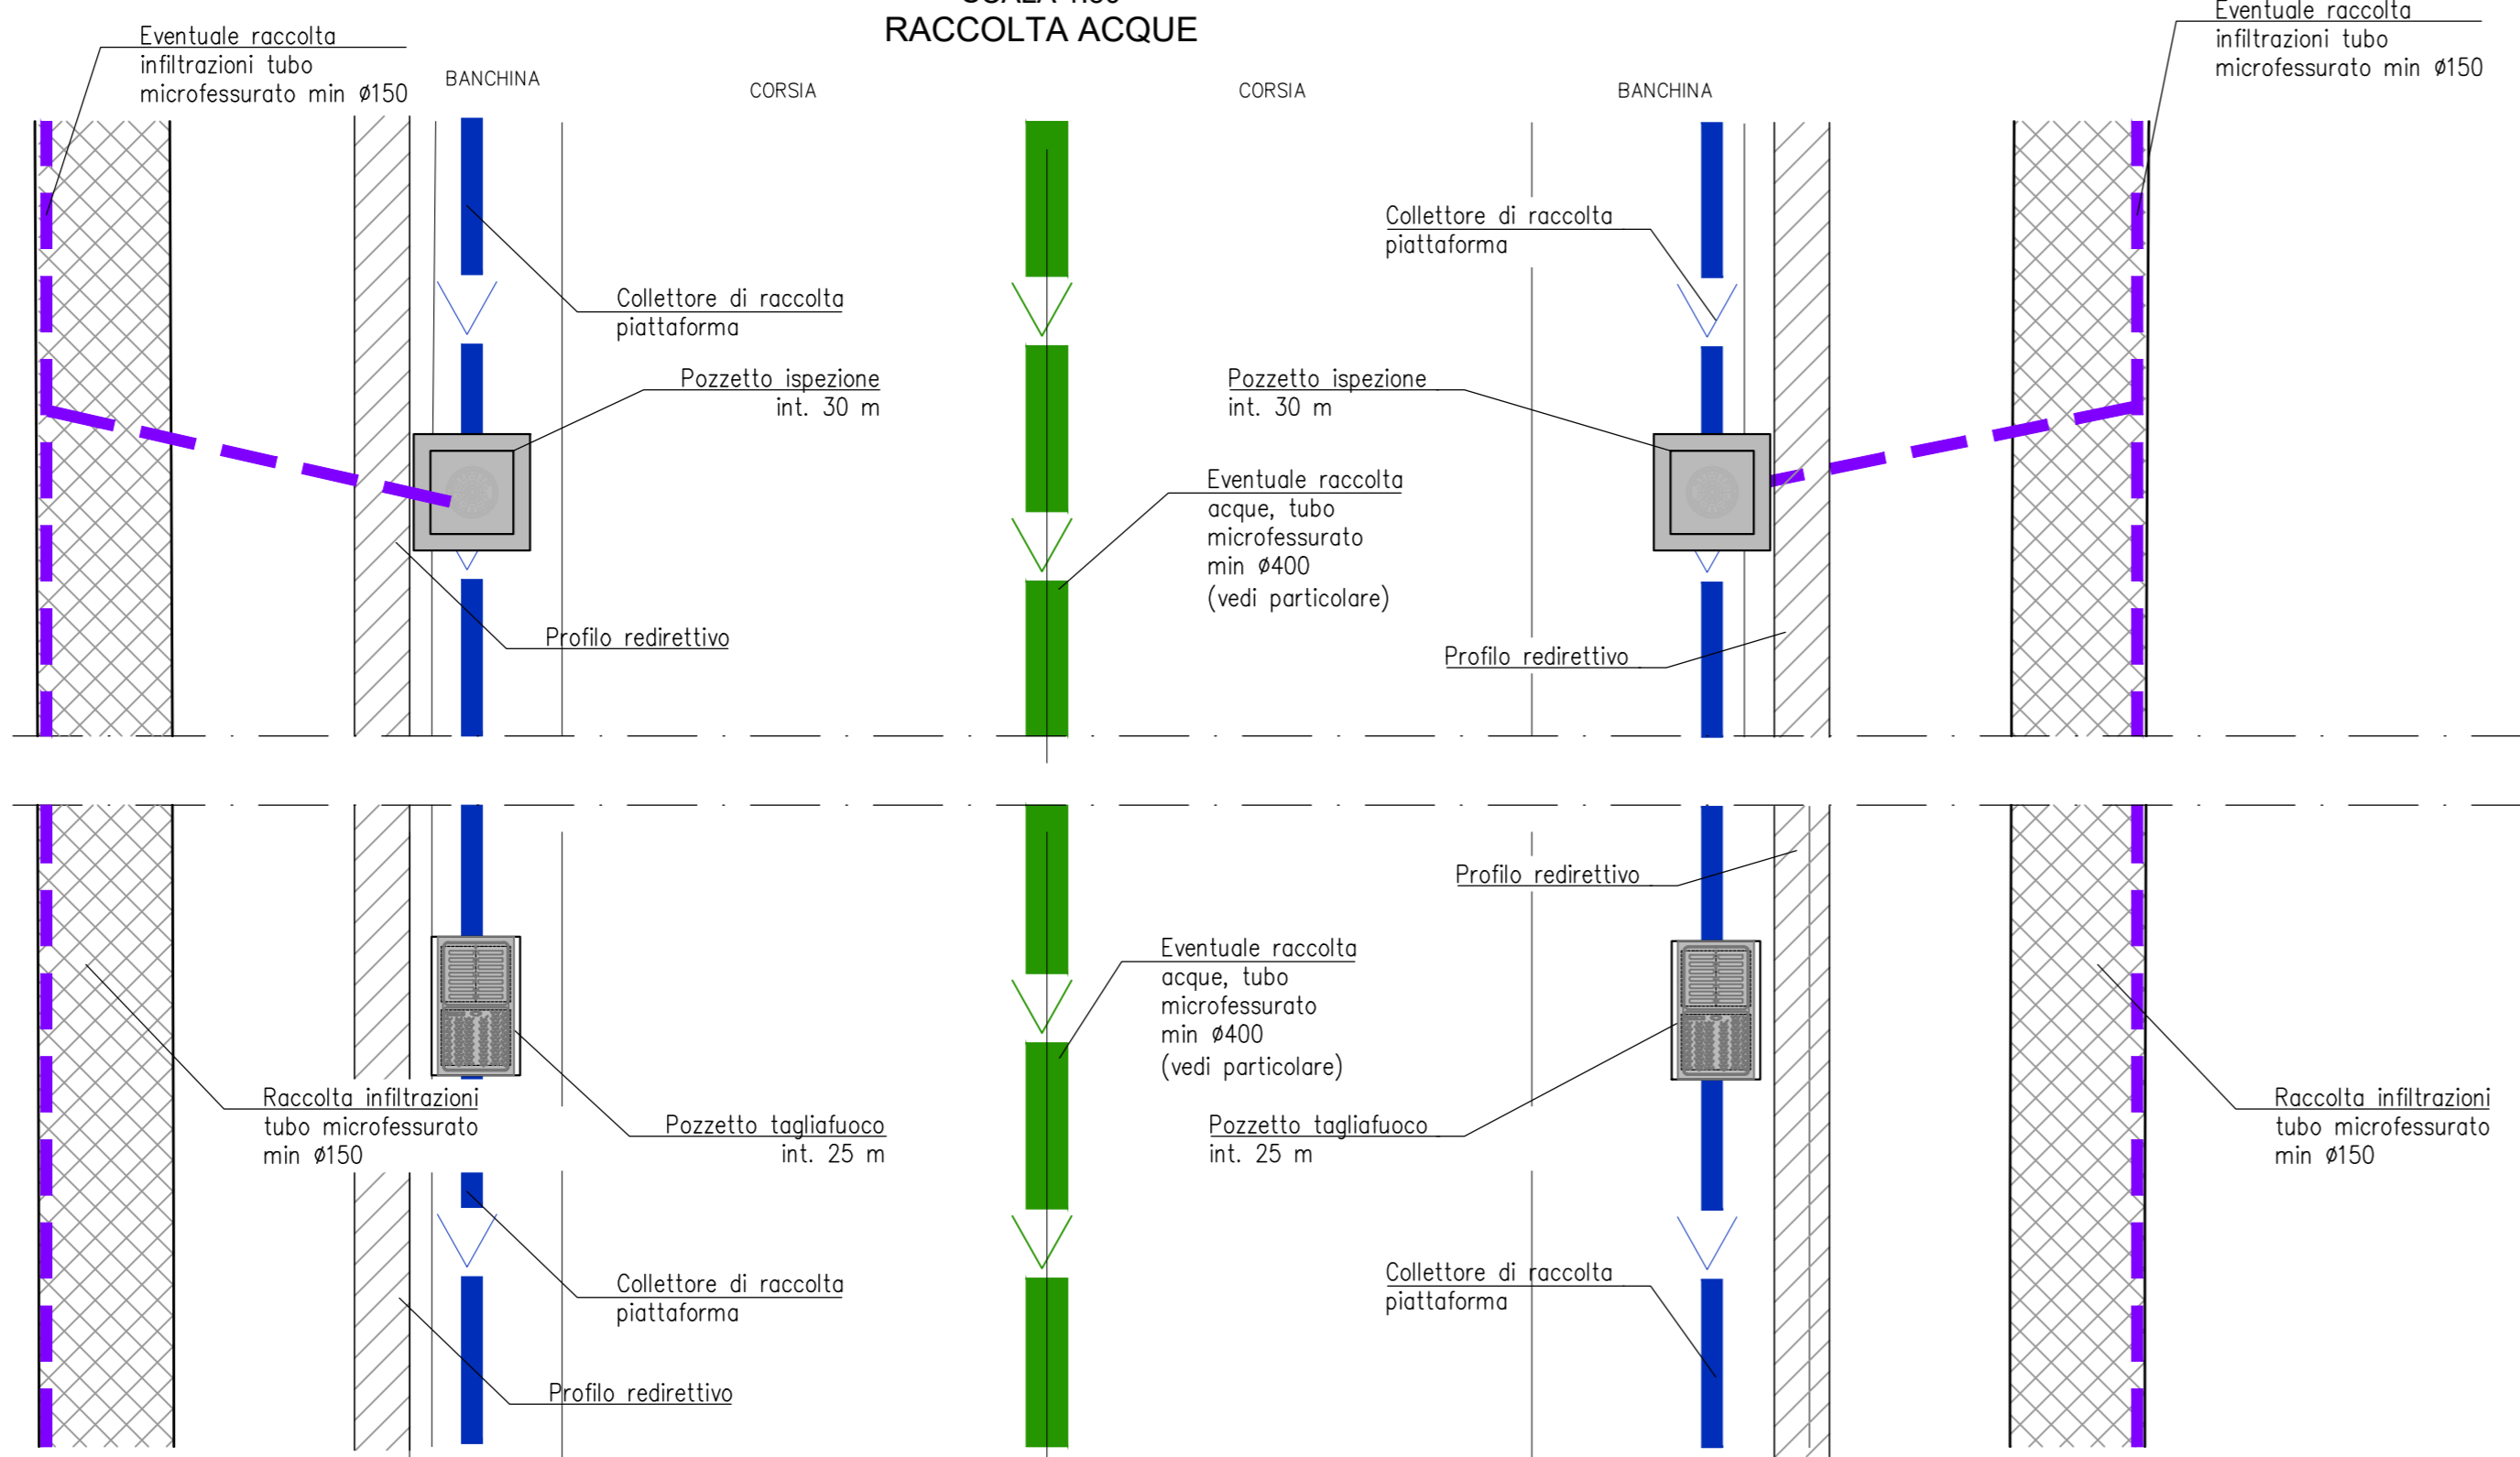 RACCOLTA ACQUE
Eventuale raccolta
infiltrazioni tubo
microfessurato min Ø150
BANCHINA
CORSIA
CORSIA
BANCHINA
Eventuale raccolta
infiltrazioni tubo
microfessurato min Ø150
Collettore di raccolta
piattaforma
Collettore di raccolta
piattaforma
Pozzetto ispezione
int. 30 m
Pozzetto ispezione
int. 30 m
Eventuale raccolta
acque, tubo
microfessurato
min Ø400
(vedi particolare)
Profilo redirettivo
Profilo redirettivo
Profilo redirettivo
Eventuale raccolta
acque, tubo
microfessurato
min Ø400
(vedi particolare)
Raccolta infiltrazioni
tubo microfessurato
min Ø150
Pozzetto tagliafuoco
int. 25 m
Pozzetto tagliafuoco
int. 25 m
Raccolta infiltrazioni
tubo microfessurato
min Ø150
Collettore di raccolta
piattaforma
Collettore di raccolta
piattaforma
Profilo redirettivo